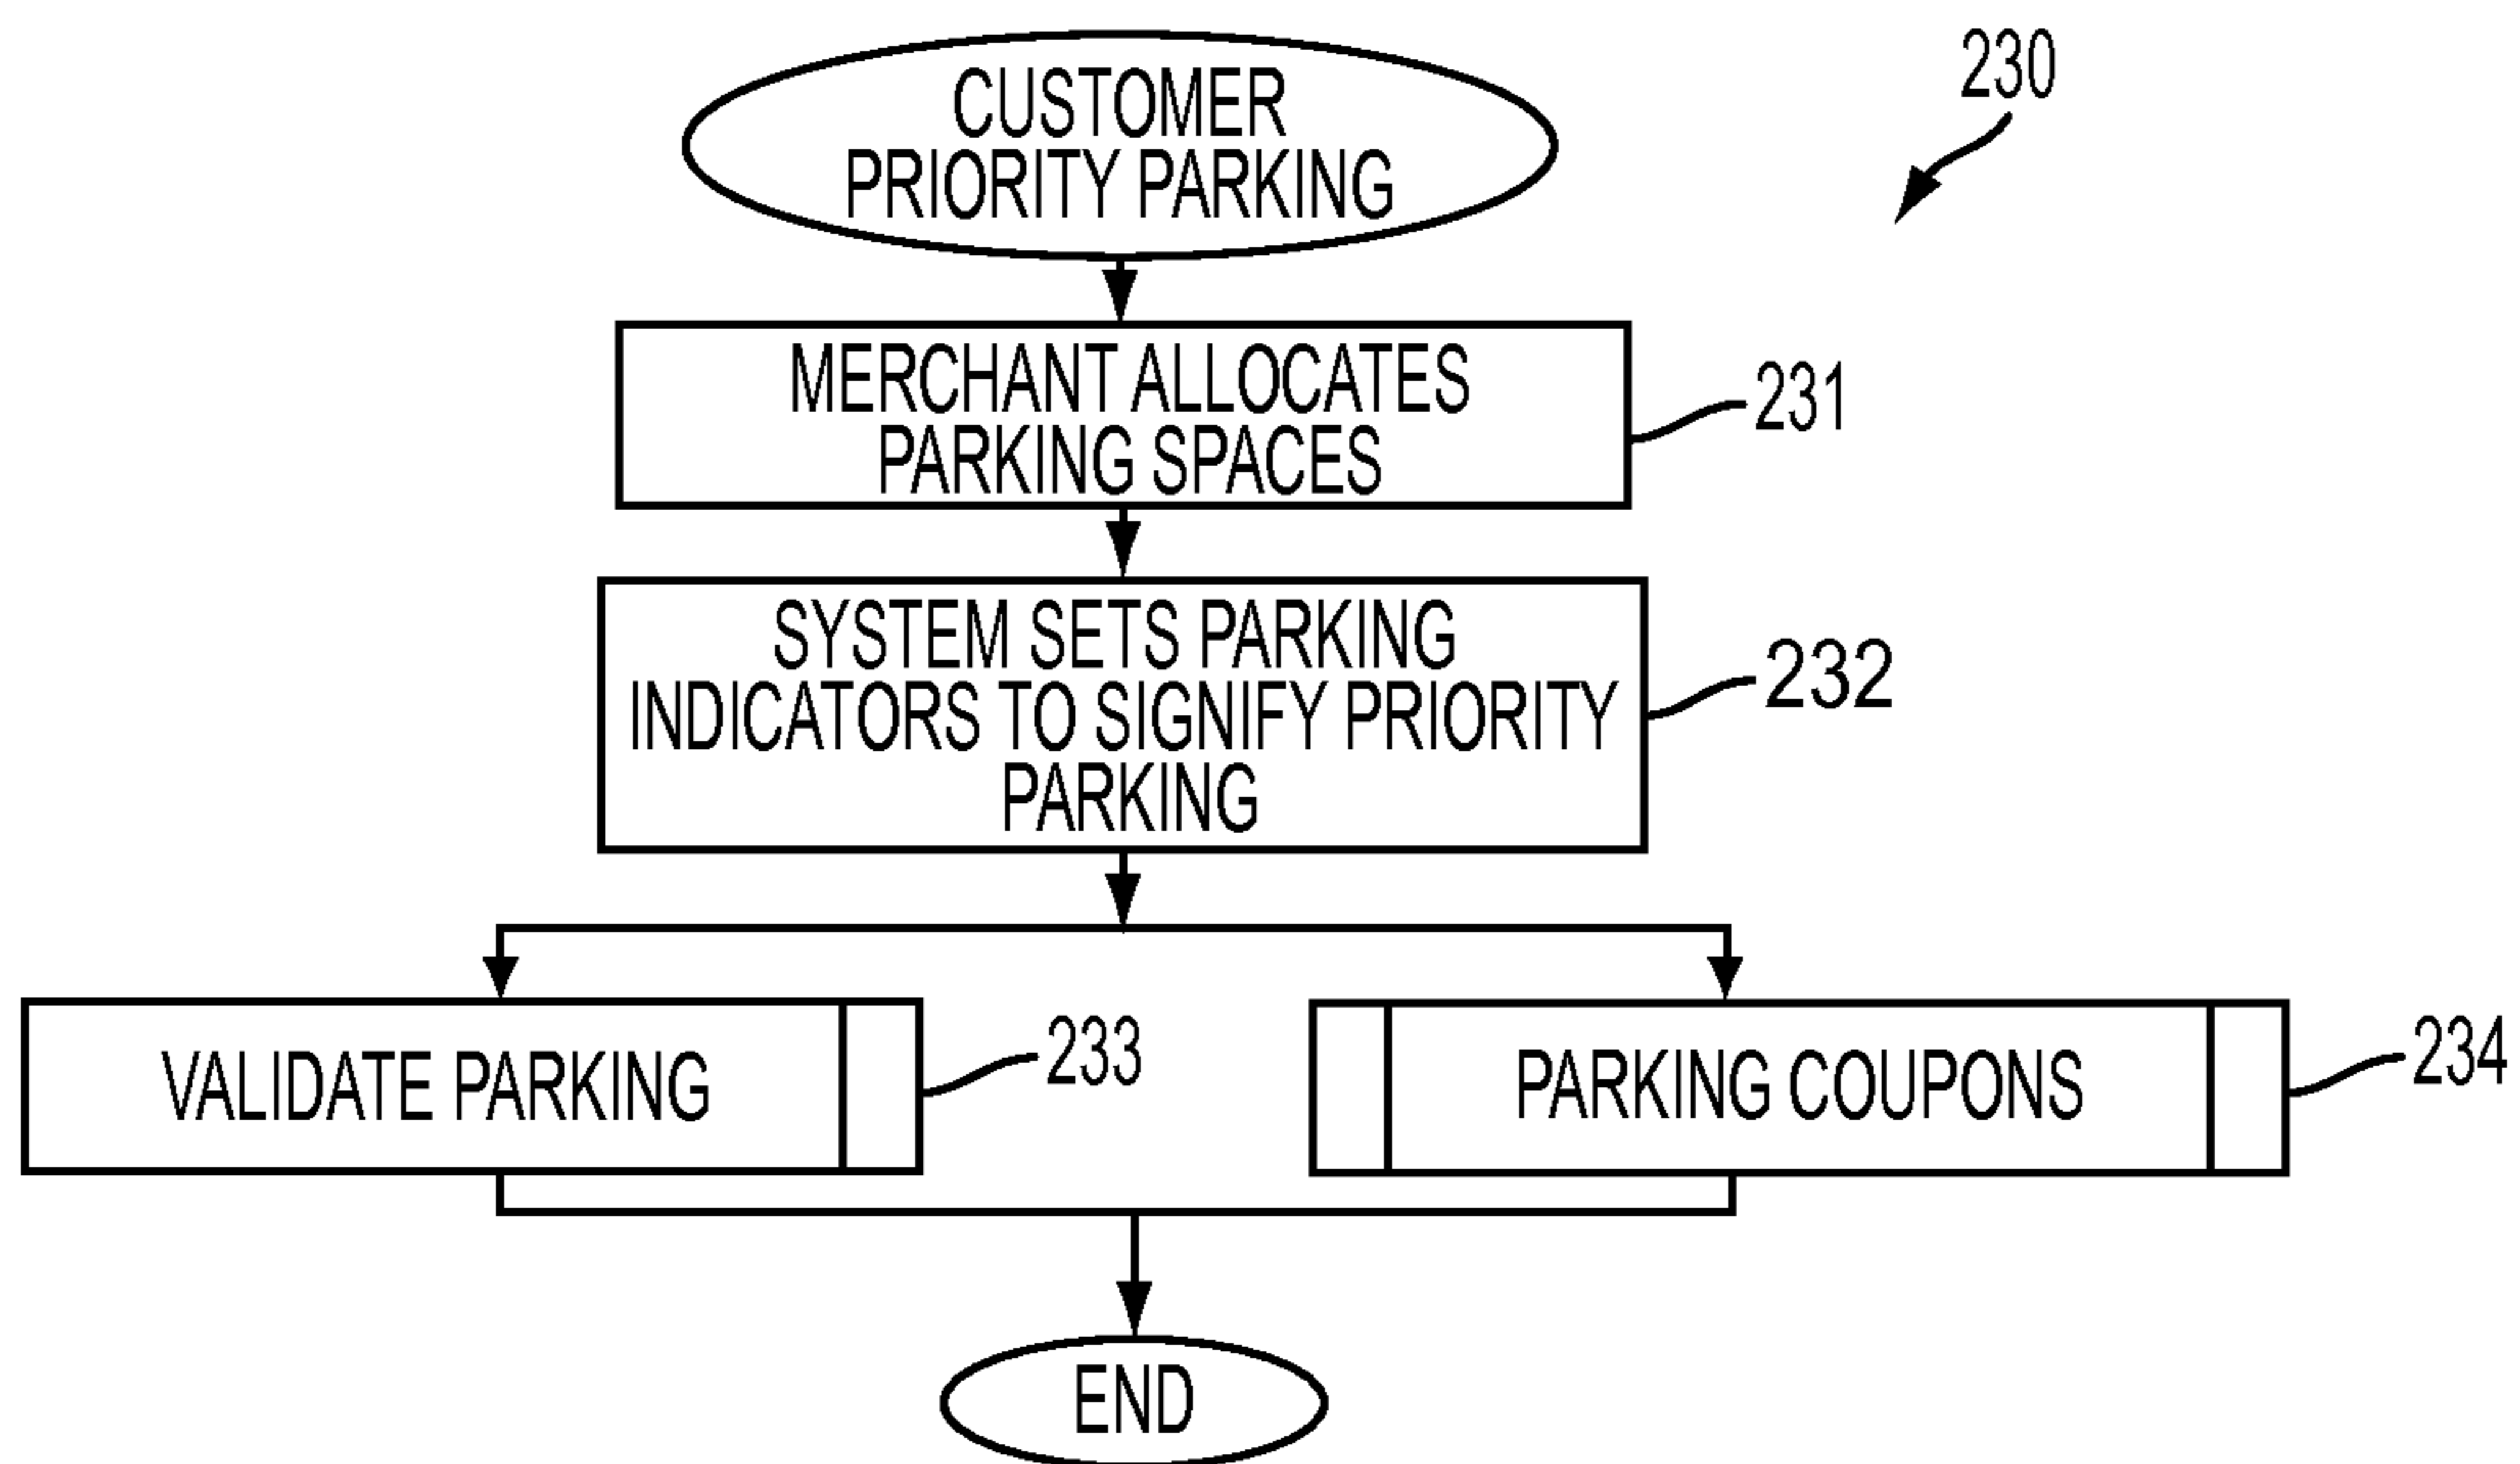 CUSTOMER
PRIORITY PARKING
230
MERCHANT ALLOCATES
PARKING SPACES
231
SYSTEM SETS PARKING
INDICATORS TO SIGNIFY PRIORITY
PARKING
232
VALIDATE PARKING
233
PARKING COUPONS
234
END